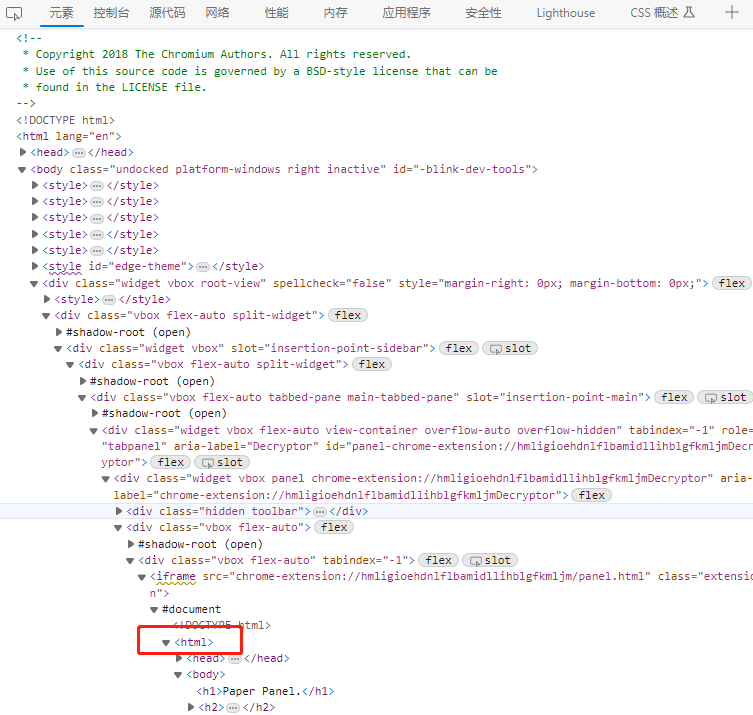 元素 控制台 源代码 网络 性能 内存 应用程序 安全性 Lighthouse CSS 概述
<!--
* Copyright 2018 The Chromium Authors. All rights reserved.
* Use of this source code is governed by a BSD-style license that can be
* found in the LICENSE file.
-->
<!DOCTYPE html>
<html lang="en">
<head> … </head>
<body class="undocked platform-windows right inactive" id="-blink-dev-tools">
<style> … </style>
<style> … </style>
<style> … </style>
<style> … </style>
<style> … </style>
<style id="edge-theme"> … </style>
<div class="widget vbox root-view" spellcheck="false" style="margin-right: 0px; margin-bottom: 0px;"> flex
<style> … </style>
<div class="vbox flex-auto split-widget"> flex
#shadow-root (open)
<div class="widget vbox" slot="insertion-point-sidebar"> flex slot
<div class="vbox flex-auto split-widget"> flex
#shadow-root (open)
<div class="vbox flex-auto tabbed-pane main-tabbed-pane" slot="insertion-point-main"> flex slot
#shadow-root (open)
<div class="widget vbox flex-auto view-container overflow-auto overflow-hidden" tabindex="-1" role=
"tabpanel" aria-label="Decryptor" id="panel-chrome-extension://hmligioehdnlflbamidllihblgfkmljmDecr
yptor"> flex slot
<div class="widget vbox panel chrome-extension://hmligioehdnlflbamidllihblgfkmljmDecryptor" aria-
label="chrome-extension://hmligioehdnlflbamidllihblgfkmljmDecryptor"> flex
<div class="hidden toolbar"> … </div>
<div class="vbox flex-auto"> flex
#shadow-root (open)
<div class="vbox flex-auto" tabindex="-1"> flex slot
<iframe src="chrome-extension://hmligioehdnlflbamidllihblgfkmljm/panel.html" class="extensio
n">
#document
<!DOCTYPE html>
<html>
<head> … </head>
<body>
<h1>Paper Panel.</h1>
<h2> … </h2>